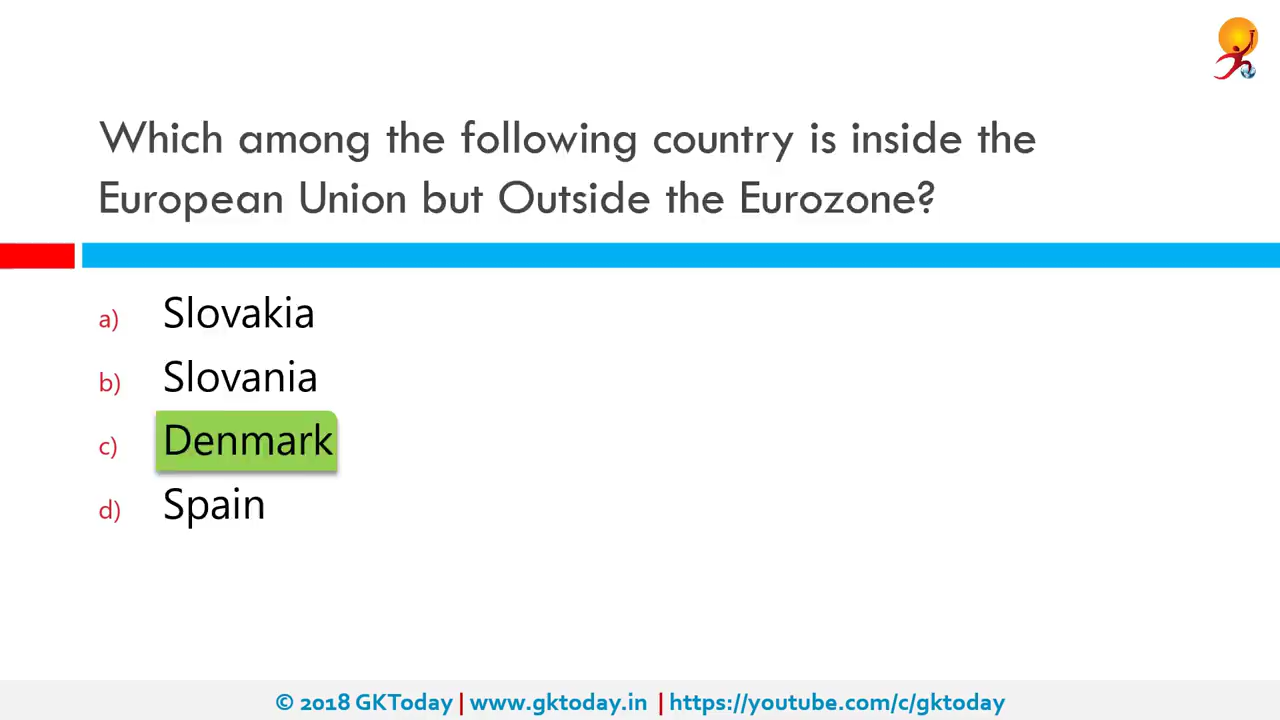 Which among the following country is inside the
European Union but Outside the Eurozone?
a) Slovakia
b) Slovania
c) Denmark
d) Spain
© 2018 GKToday | www.gktoday.in | https://youtube.com/c/gktoday